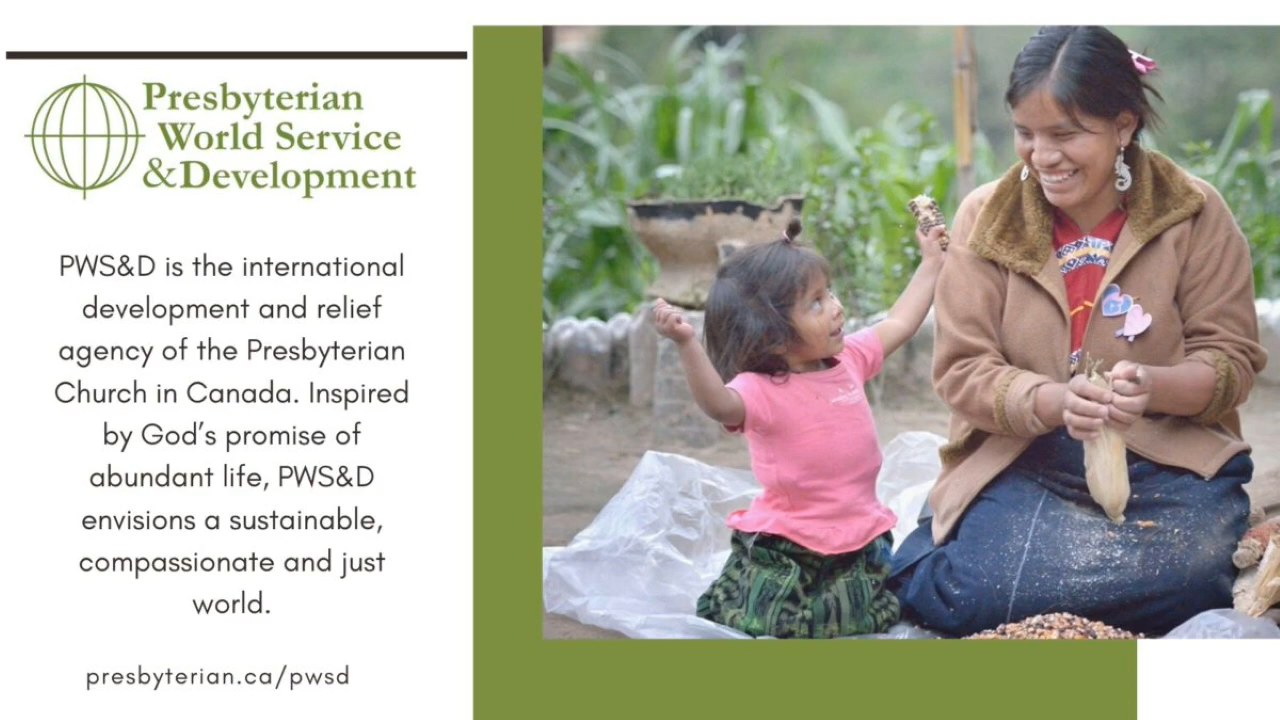 Presbyterian
World Service
&Development
PWS&D is the international
development and relief
agency of the Presbyterian
Church in Canada. Inspired
by God’s promise of
abundant life, PWS&D
envisions a sustainable,
compassionate and just
world.
presbyterian.ca/pwsd